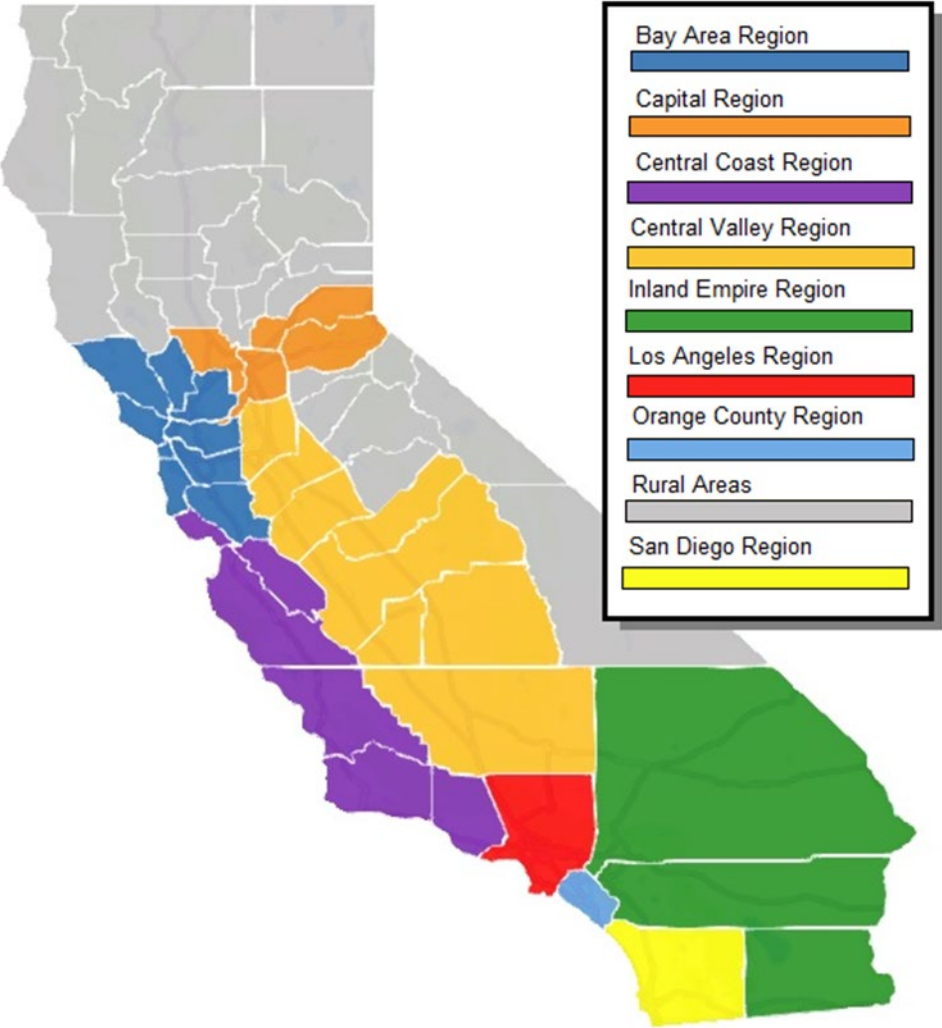 Bay Area Region
Capital Region
Central Coast Region
Central Valley Region
Inland Empire Region
Los Angeles Region
Orange County Region
Rural Areas
San Diego Region